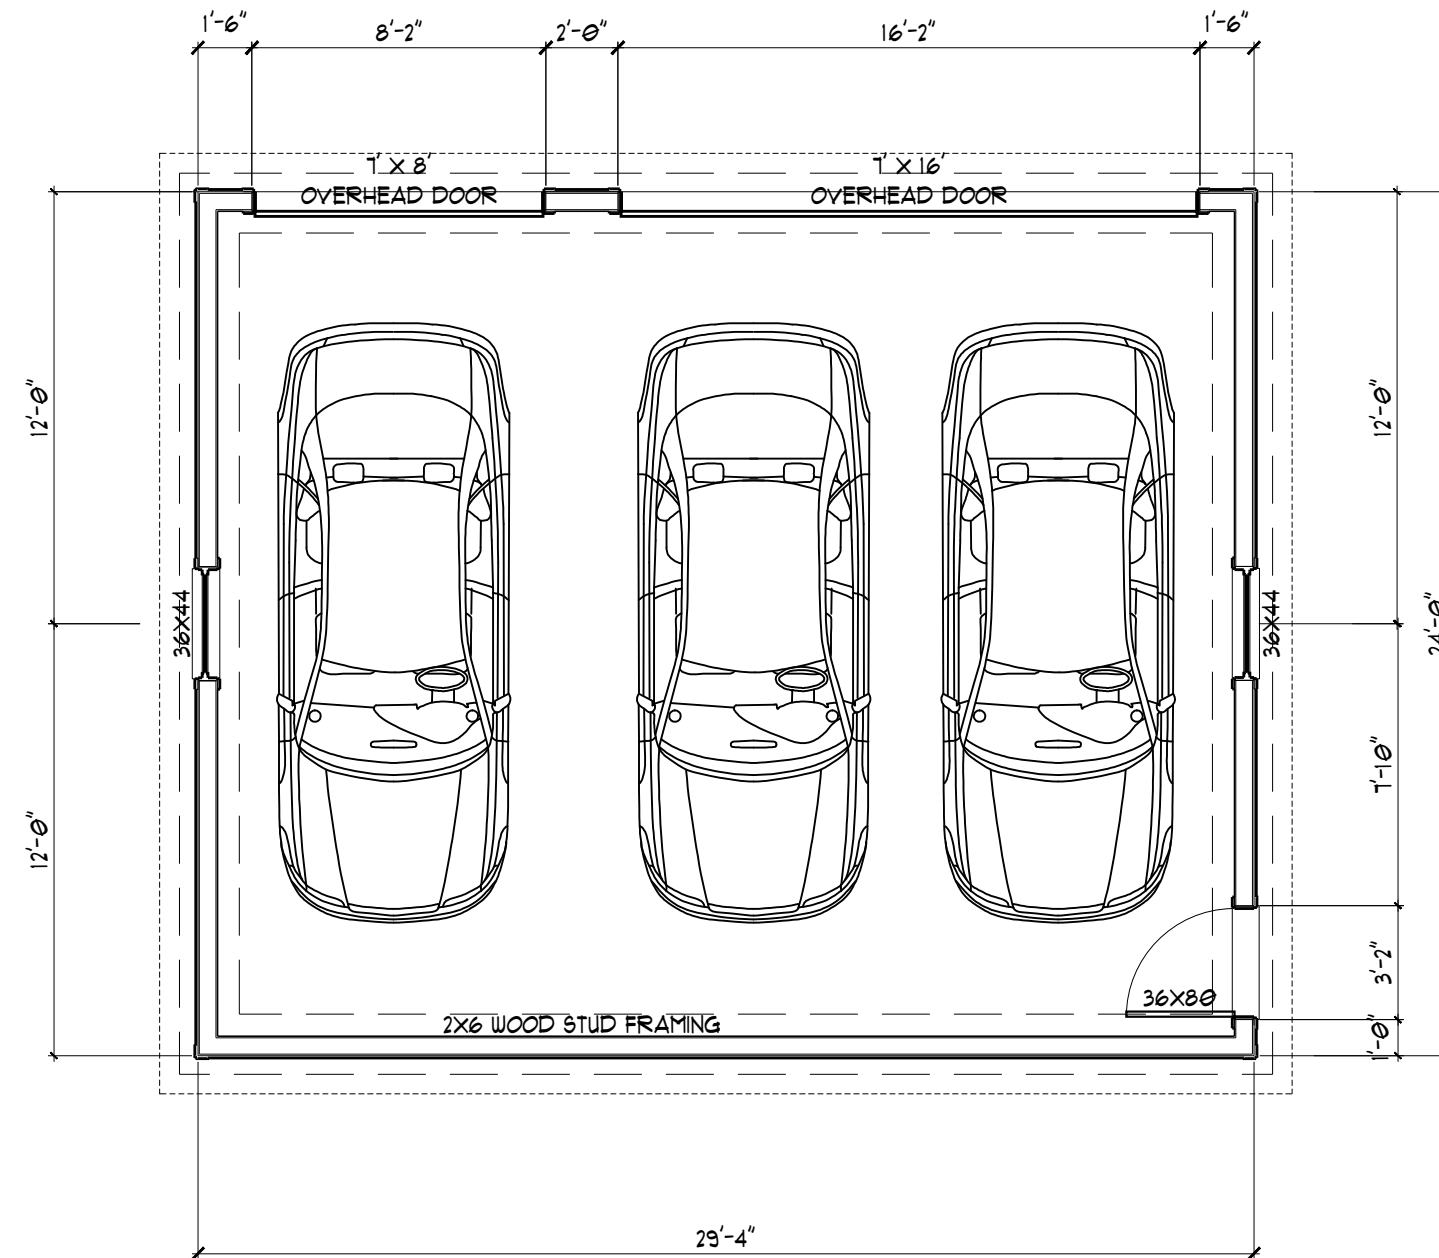 1'-6"
8'-2"
2'-0"
16'-2"
1'-6"
7' X 8'
OVERHEAD DOOR
7' X 16'
OVERHEAD DOOR
12'-0"
12'-0"
36X44
36X44
24'-0"
7'-10"
12'-0"
3'-2"
36X80
1'-0"
2X6 WOOD STUD FRAMING
29'-4"